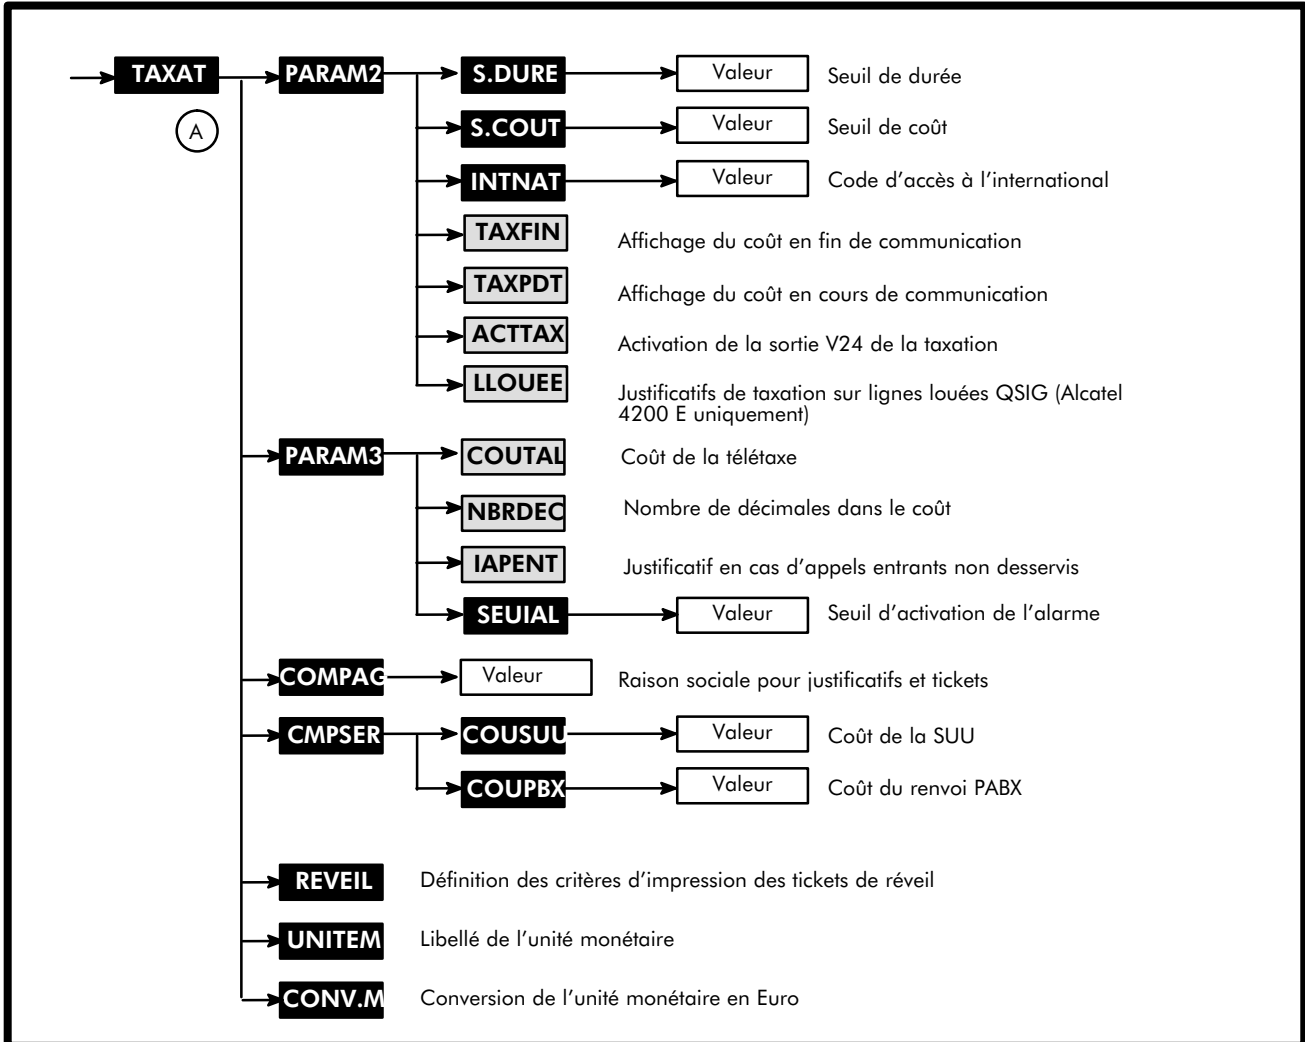 TAXAT PARAM2 S.DURE Valeur Seuil de durée
A
S.COUT Valeur Seuil de coût
INTNAT Valeur Code d'accès à l'international
TAXFIN Affichage du coût en fin de communication
TAXPDT Affichage du coût en cours de communication
ACTTAX Activation de la sortie V24 de la taxation
LLOUEE Justificatifs de taxation sur lignes louées QSIG (Alcatel
4200 E uniquement)
PARAM3 COUTAL Coût de la télétaxe
NBRDEC Nombre de décimales dans le coût
IAPENT Justificatif en cas d'appels entrants non desservis
SEUIAL Valeur Seuil d'activation de l'alarme
COMPAG Valeur Raison sociale pour justificatifs et tickets
CMPSER COUSUU Valeur Coût de la SUU
COUPBX Valeur Coût du renvoi PABX
REVEIL Définition des critères d'impression des tickets de réveil
UNITEM Libellé de l'unité monétaire
CONV.M Conversion de l'unité monétaire en Euro